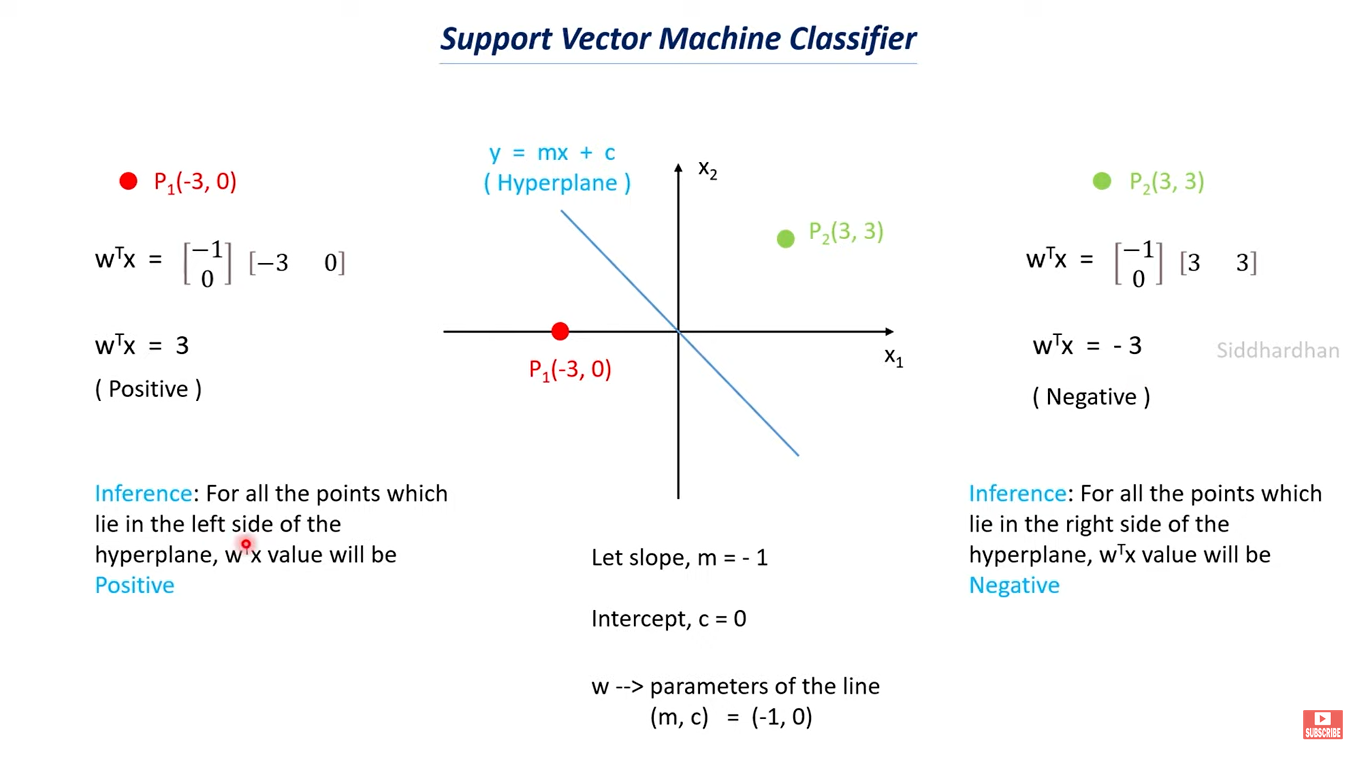 Support Vector Machine Classifier
P₁(-3, 0)
wᵀx = [−1 0] [−3 0]
wᵀx = 3
( Positive )
Inference: For all the points which
lie in the left side of the
hyperplane, wᵀx value will be
Positive
y = mx + c
( Hyperplane )
x₂
P₂(3, 3)
x₁
P₁(-3, 0)
Let slope, m = - 1
Intercept, c = 0
w --> parameters of the line
(m, c) = (-1, 0)
P₂(3, 3)
wᵀx = [−1 0] [3 3]
wᵀx = - 3
( Negative )
Siddhardhan
Inference: For all the points which
lie in the right side of the
hyperplane, wᵀx value will be
Negative
SUBSCRIBE